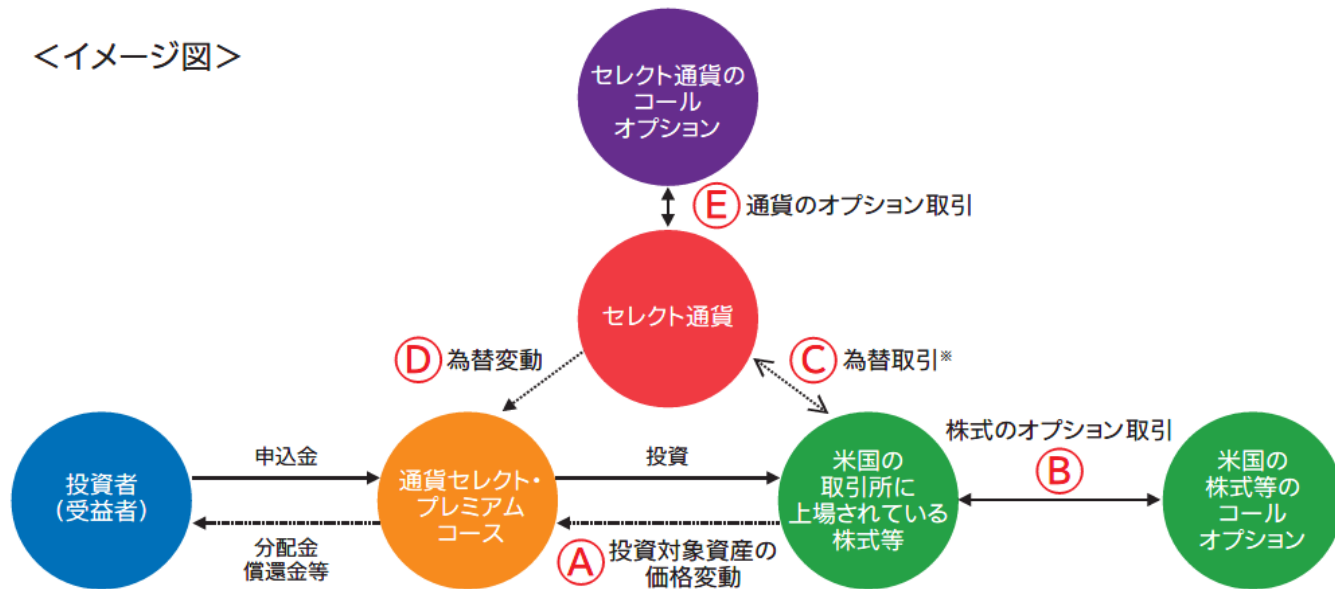 ＜イメージ図＞
セレクト通貨の
コール
オプション
Ⓔ 通貨のオプション取引
セレクト通貨
Ⓓ 為替変動
Ⓒ 為替取引※
投資者
（受益者）
申込金
分配金
償還金等
通貨セレクト・
プレミアム
コース
投資
Ⓐ 投資対象資産の
価格変動
米国の
取引所に
上場されている
株式等
株式のオプション取引
Ⓑ
米国の
株式等の
コール
オプション